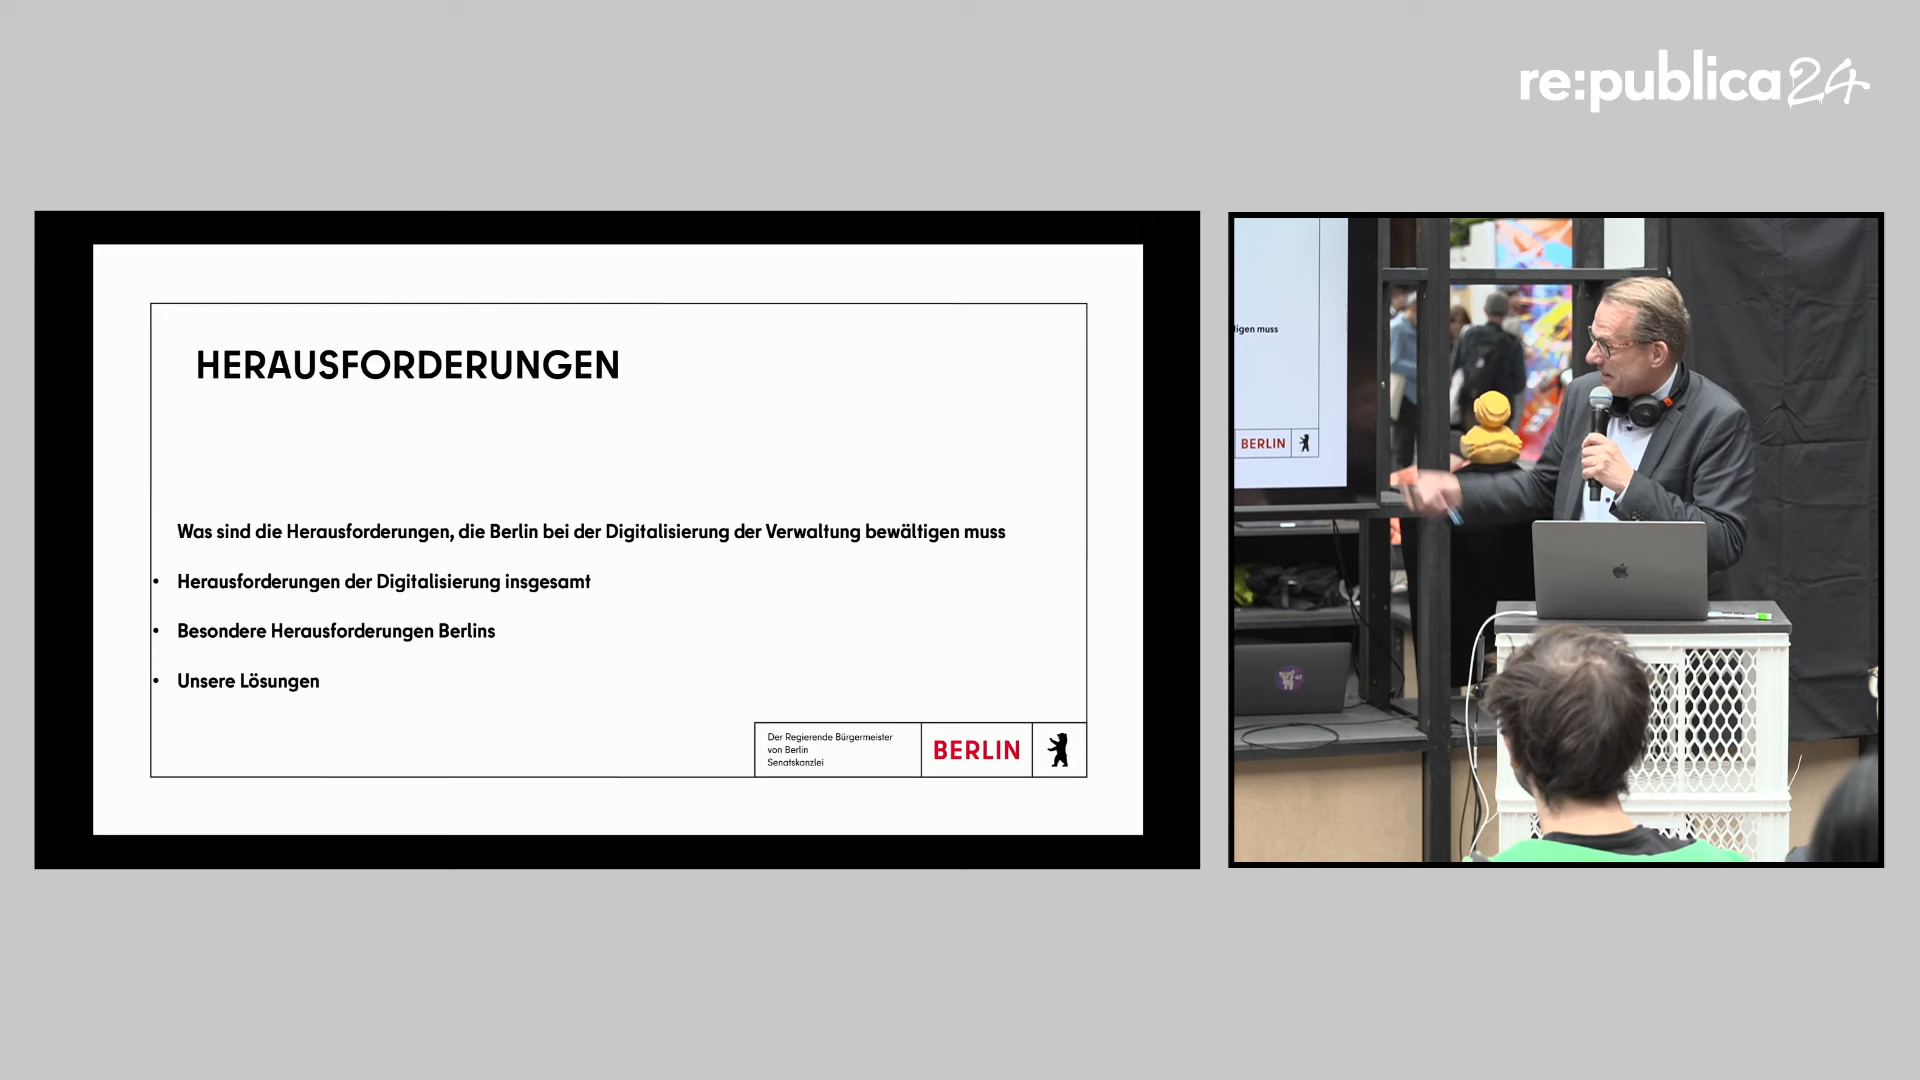 re:publica24
HERAUSFORDERUNGEN
Was sind die Herausforderungen, die Berlin bei der Digitalisierung der Verwaltung bewältigen muss
• Herausforderungen der Digitalisierung insgesamt
• Besondere Herausforderungen Berlins
• Unsere Lösungen
Der Regierende Bürgermeister
von Berlin
Senatskanzlei
BERLIN
tigen muss
BERLIN